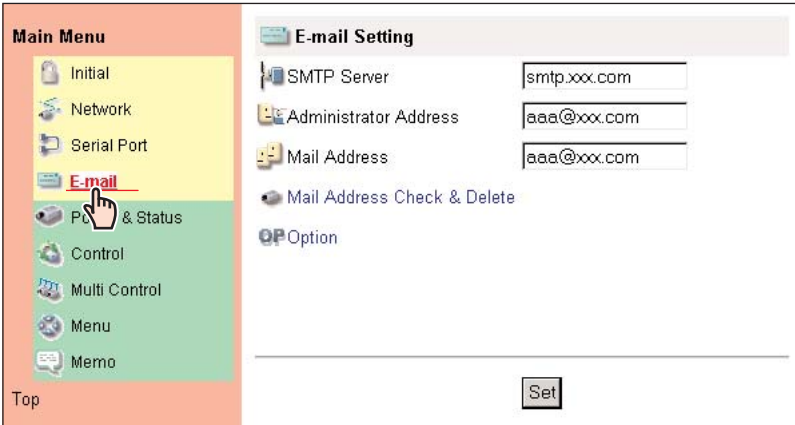 Main Menu
Initial
Network
Serial Port
E-mail
& Status
Control
Multi Control
Menu
Memo
Top
E-mail Setting
SMTP Server smtp.xxx.com
Administrator Address aaa@xxx.com
Mail Address aaa@xxx.com
Mail Address Check & Delete
OP Option
Set